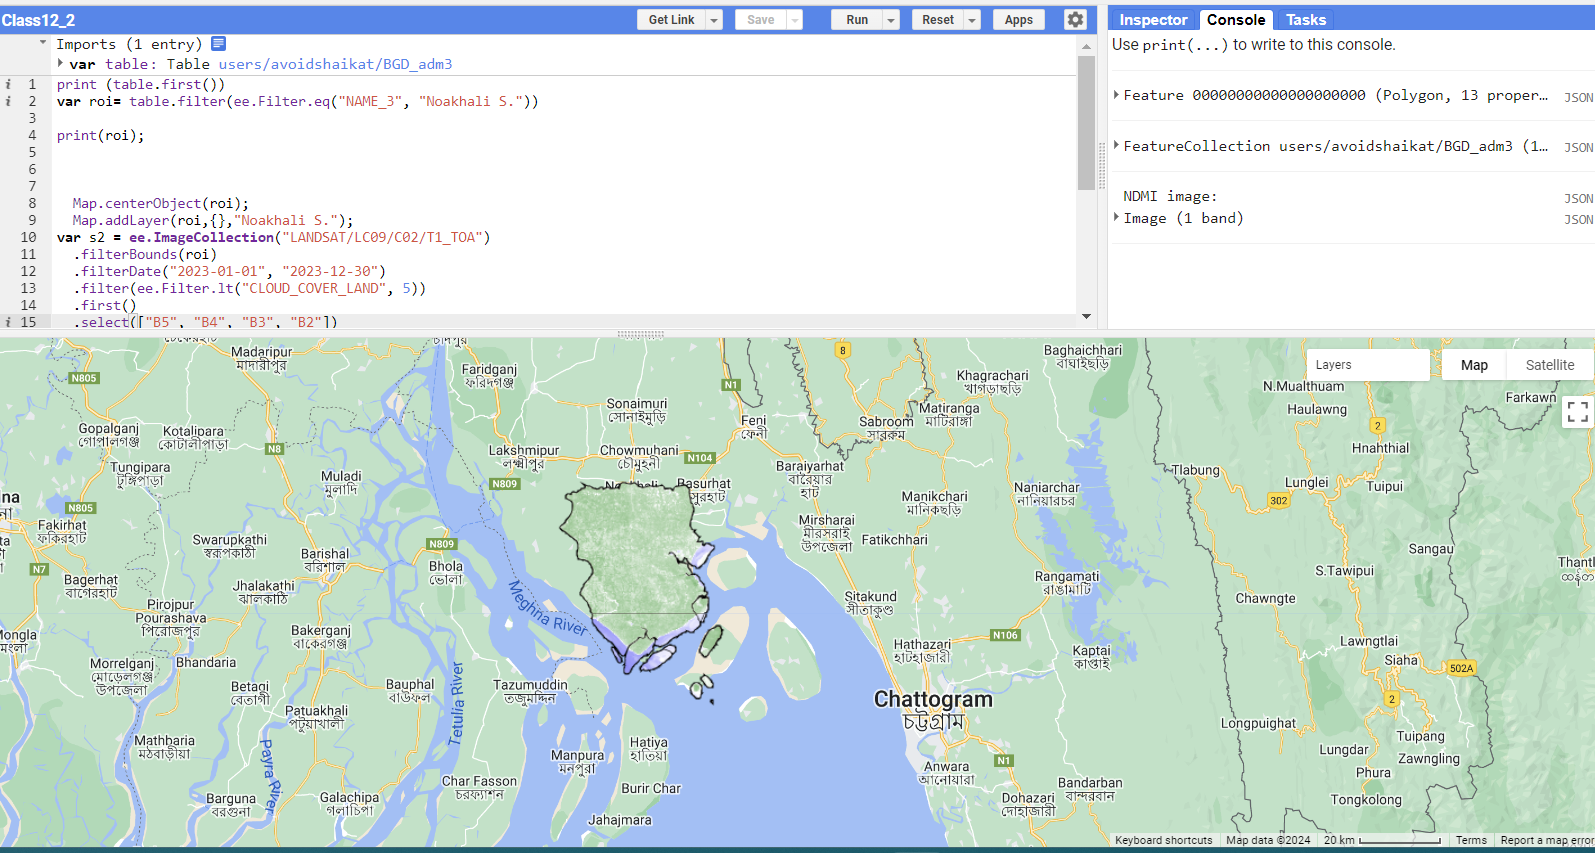 Class12_2
Get Link
Save
Run
Reset
Apps
Inspector
Console
Tasks
Imports (1 entry)
var table: Table users/avoidshaikat/BGD_adm3
1 print (table.first())
2 var roi= table.filter(ee.Filter.eq("NAME_3", "Noakhali S."))
3
4 print(roi);
5
6
7
8 Map.centerObject(roi);
9 Map.addLayer(roi,{},"Noakhali S.");
10 var s2 = ee.ImageCollection("LANDSAT/LC09/C02/T1_TOA")
11 .filterBounds(roi)
12 .filterDate("2023-01-01", "2023-12-30")
13 .filter(ee.Filter.lt("CLOUD_COVER_LAND", 5))
14 .first()
15 .select(["B5", "B4", "B3", "B2"])
Use print(...) to write to this console.
Feature 00000000000000000000 (Polygon, 13 proper… JSON
FeatureCollection users/avoidshaikat/BGD_adm3 (1… JSON
NDMI image: JSON
Image (1 band) JSON
Layers
Map
Satellite
চাঁদপুর
Madaripur
মাদারীপুর
N805
Faridganj
ফরিদগঞ্জ
N1
8
Baghaichhari
বাঘাইছড়ি
Khagrachari
খাগড়াছড়ি
N.Mualthuam
Haulawng
Farkawn
Sonaimuri
সোনাইমুড়ি
Feni
ফেনী
Sabroom
সাবরুম
Matiranga
মাটিরাঙ্গা
2
Hnahthial
Gopalganj
গোপালগঞ্জ
Kotalipara
কোটালীপাড়া
N8
Lakshmipur
লক্ষ্মীপুর
Chowmuhani
চৌমুহনী
N104
Tungipara
টুঙ্গিপাড়া
Muladi
মুলাদি
N809
Basurhat
Baraiyarhat
বারৈয়ার
হাট
Naniarchar
নানিয়ারচর
Tlabung
Lunglei
Tuipui
302
N805
Fakirhat
ফকিরহাট
Manikchari
মানিকছড়ি
Mirsharai
মীরসরাই
উপজেলা
Fatikchhari
Swarupkathi
স্বরূপকাঠী
Barishal
বরিশাল
N809
Bhola
ভোলা
N7
Bagerhat
বাগেরহাট
Jhalakathi
ঝালকাঠি
Meghna River
Rangamati
রাঙামাটি
Sangau
S.Tawipui
Chawngte
Sitakund
সীতাকুণ্ড
Pirojpur
Pourashava
পিরোজপুর
Bakerganj
বাকেরগঞ্জ
Hathazari
হাটহাজারী
N106
Kaptai
কাপ্তাই
Lawngtlai
Siaha
502A
2
Morrelganj
মোড়েলগঞ্জ
উপজেলা
Bhandaria
Betagi
বেতাগী
Bauphal
বাউফল
Tazumuddin
তজুমদ্দিন
Tetulia River
Chattogram
চট্টগ্রাম
Patuakhali
পটুয়াখালী
Longpuighat
Tuipang
Lungdar
Zawngling
Phura
Tongkolong
Mathbaria
মঠবাড়ীয়া
Payra River
Manpura
মনপুরা
Hatiya
হাতিয়া
N1
Anwara
আনোয়ারা
Bandarban
বান্দরবান
Char Fasson
চরফ্যাশন
Burir Char
Barguna
বরগুনা
Galachipa
গলাচিপা
Jahajmara
Dohazari
দোহাজারী
Keyboard shortcuts
Map data ©2024
20 km
Terms
Report a map error